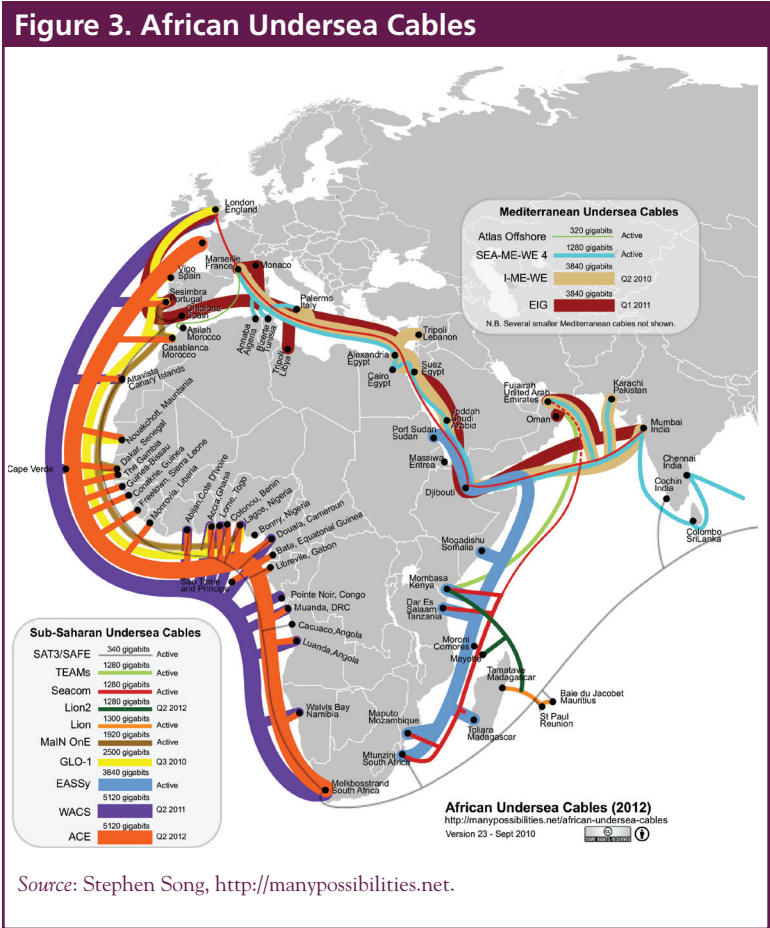 Figure 3. African Undersea Cables
London
England
Marseille
France
Monaco
Vigo
Spain
Sesimbra
Portugal
Spain
Asilah
Morocco
Casablanca
Morocco
Altavista
Canary Islands
Annaba
Algeria
Bizerte
Tunisia
Tripoli
Libya
Palermo
Italy
Tripoli
Lebanon
Alexandria
Egypt
Cairo
Egypt
Suez
Egypt
Jeddah
Saudi
Arabia
Port Sudan
Sudan
Massiwa
Eritrea
Djibouti
Fujairah
United Arab
Emirates
Oman
Karachi
Pakistan
Mumbai
India
Chennai
India
Cochin
India
Colombo
SriLanka
Mediterranean Undersea Cables
Atlas Offshore 320 gigabits Active
SEA-ME-WE 4 1280 gigabits Active
I-ME-WE 3840 gigabits Q2 2010
EIG 3840 gigabits Q1 2011
N.B. Several smaller Mediterranean cables not shown.
Nouakchott, Mauritania
Cape Verde
Dakar, Senegal
The Gambia
Guinea-Bissau
Conakrie, Guinea
Freetown, Sierra Leone
Monrovia, Liberia
Abijan,Cote D'Ivoire
Accra,Ghana
Lome, Togo
Cotonou, Benin
Lagos, Nigeria
Bonny, Nigeria
Douala, Cameroun
Bata, Equatorial Guinea
Libreville, Gabon
Sao Tome
and Principe
Pointe Noir, Congo
Muanda, DRC
Cacuaco,Angola
Luanda,Angola
Walvis Bay
Namibia
Melkbosstrand
South Africa
Mogadishu
Somalia
Mombasa
Kenya
Dar Es
Salaam
Tanzania
Moroni
Comores
Mayotte
Tamatave
Madagascar
Baie du Jacobet
Mauritius
St Paul
Reunion
Toliara
Madagascar
Maputo
Mozambique
Mtunzini
South Africa
Sub-Saharan Undersea Cables
SAT3/SAFE 340 gigabits Active
TEAMs 1280 gigabits Active
Seacom 1280 gigabits Active
Lion2 1280 gigabits Q2 2012
Lion 1300 gigabits Active
MaIN OnE 1920 gigabits Active
GLO-1 2500 gigabits Q3 2010
EASSy 3840 gigabits Active
WACS 5120 gigabits Q2 2011
ACE 5120 gigabits Q2 2012
African Undersea Cables (2012)
http://manypossibilities.net/african-undersea-cables
Version 23 - Sept 2010
SOME RIGHTS RESERVED
Source: Stephen Song, http://manypossibilities.net.